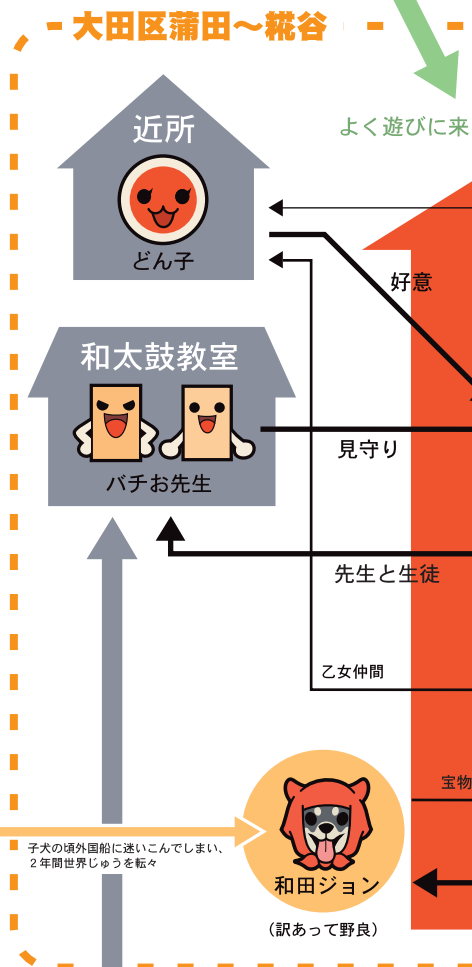 大田区蒲田～糀谷
よく遊びに来
近所
どん子
好意
和太鼓教室
バチお先生
見守り
先生と生徒
乙女仲間
宝物
子犬の頃外国船に迷いこんでしまい、
２年間世界じゅうを転々
和田ジョン
（訳あって野良）